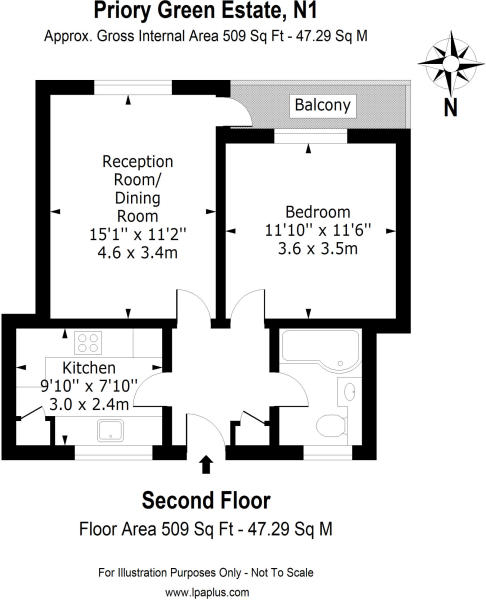 Priory Green Estate, N1
Approx. Gross Internal Area 509 Sq Ft - 47.29 Sq M
N
Balcony
Reception
Room/
Dining
Room
15'1" x 11'2"
4.6 x 3.4m
Bedroom
11'10" x 11'6"
3.6 x 3.5m
Kitchen
9'10" x 7'10"
3.0 x 2.4m
Second Floor
Floor Area 509 Sq Ft - 47.29 Sq M
For Illustration Purposes Only - Not To Scale
www.lpaplus.com